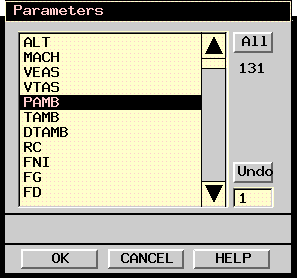 Parameters
ALT
MACH
VEAS
VTAS
PAMB
TAMB
DTAMB
RC
FNI
FG
FD
All
131
Undo
1
OK CANCEL HELP